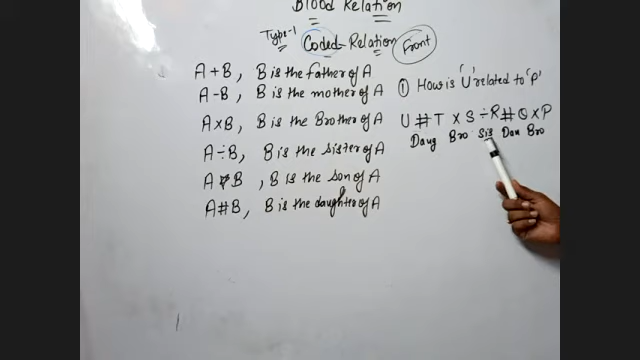 Blood Relation
Type-1
Coded Relation Front
A+B, B is the father of A
A-B, B is the mother of A
A×B, B is the Brother of A
A÷B, B is the sister of A
A B, B is the son of A
A#B, B is the daughter of A
① How is 'U' related to 'P'
U # T × S ÷ R # Q × P
Daug Bro Sis Dau Bro